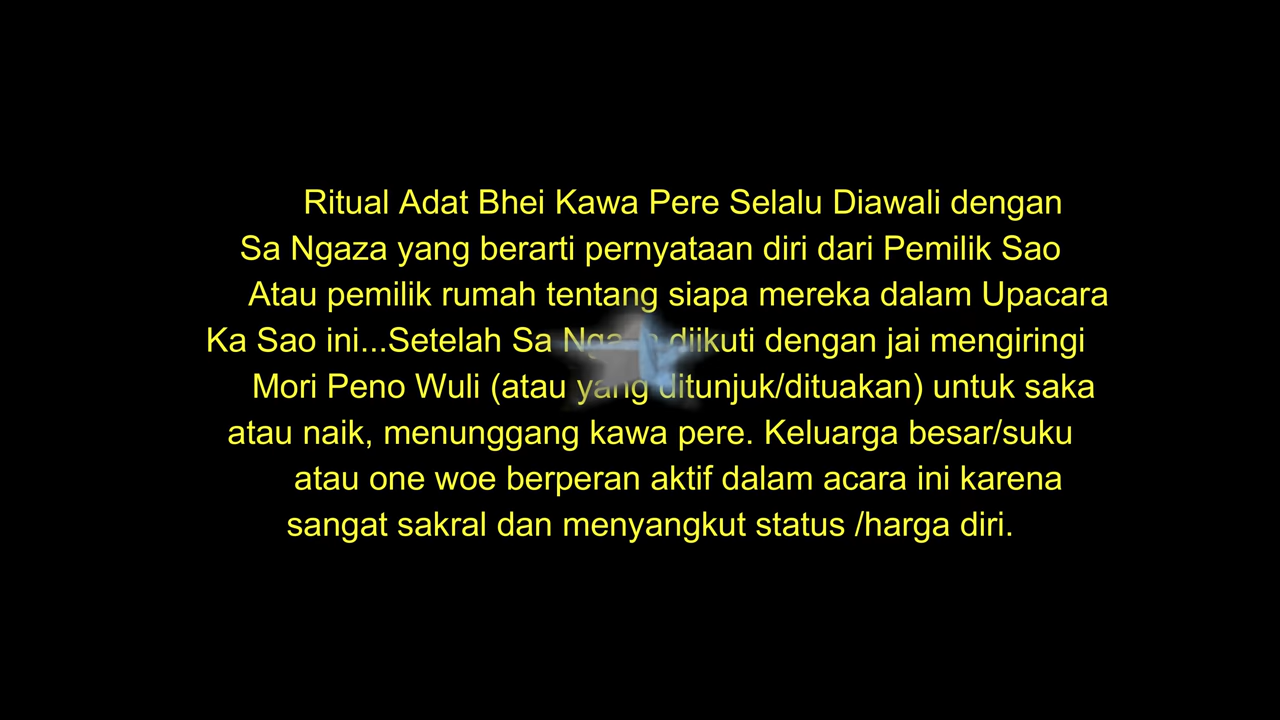 Ritual Adat Bhei Kawa Pere Selalu Diawali dengan
Sa Ngaza yang berarti pernyataan diri dari Pemilik Sao
Atau pemilik rumah tentang siapa mereka dalam Upacara
Ka Sao ini...Setelah Sa Ngaza diikuti dengan jai mengiringi
Mori Peno Wuli (atau yang ditunjuk/dituakan) untuk saka
atau naik, menunggang kawa pere. Keluarga besar/suku
atau one woe berperan aktif dalam acara ini karena
sangat sakral dan menyangkut status /harga diri.